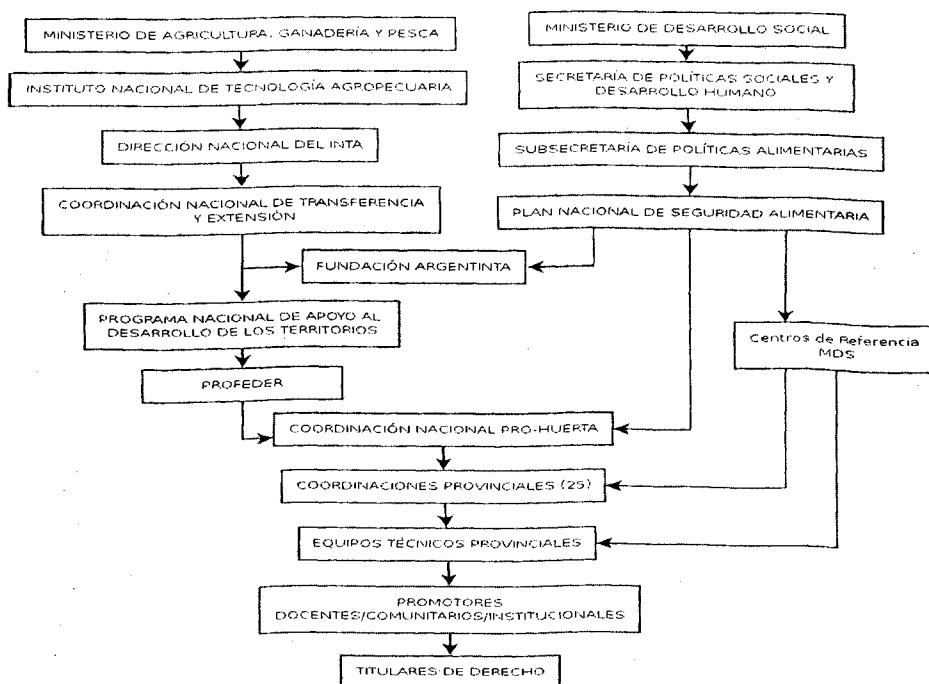 MINISTERIO DE AGRICULTURA, GANADERÍA Y PESCA
INSTITUTO NACIONAL DE TECNOLOGÍA AGROPECUARIA
DIRECCIÓN NACIONAL DEL INTA
COORDINACIÓN NACIONAL DE TRANSFERENCIA
Y EXTENSIÓN
MINISTERIO DE DESARROLLO SOCIAL
SECRETARÍA DE POLÍTICAS SOCIALES Y
DESARROLLO HUMANO
SUBSECRETARÍA DE POLÍTICAS ALIMENTARIAS
PLAN NACIONAL DE SEGURIDAD ALIMENTARIA
FUNDACIÓN ARGENINTA
PROGRAMA NACIONAL DE APOYO AL
DESARROLLO DE LOS TERRITORIOS
Centros de Referencia
MDS
PROFEDER
COORDINACIÓN NACIONAL PRO-HUERTA
COORDINACIONES PROVINCIALES (25)
EQUIPOS TÉCNICOS PROVINCIALES
PROMOTORES
DOCENTES/COMUNITARIOS/INSTITUCIONALES
TITULARES DE DERECHO